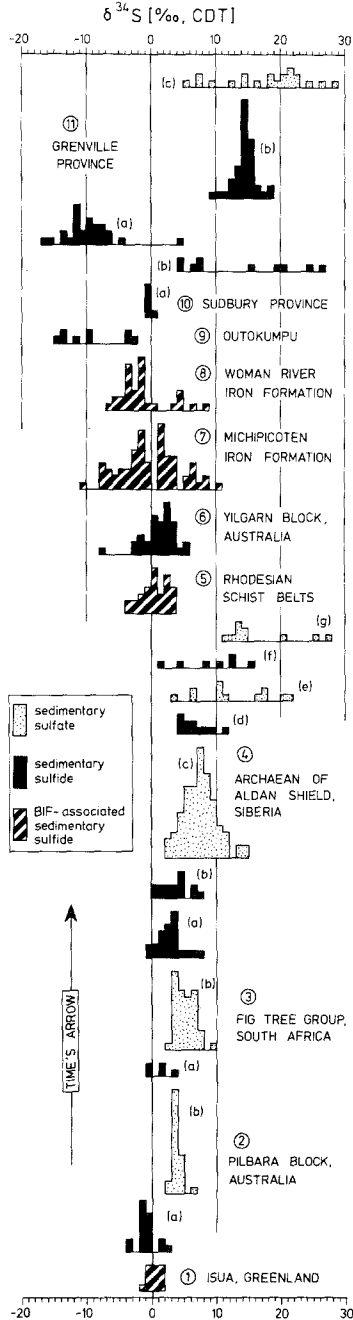 δ 34S [‰, CDT]
-20 -10 0 10 20 30
(c)
⑪
GRENVILLE
PROVINCE
(b)
(a)
(b)
(a)
⑩ SUDBURY PROVINCE
⑨ OUTOKUMPU
⑧ WOMAN RIVER
IRON FORMATION
⑦ MICHIPICOTEN
IRON FORMATION
⑥ YILGARN BLOCK,
AUSTRALIA
⑤ RHODESIAN
SCHIST BELTS
(g)
(f)
(e)
(d)
sedimentary
sulfate
sedimentary
sulfide
BIF-associated
sedimentary
sulfide
(c)
④
ARCHAEAN OF
ALDAN SHIELD,
SIBERIA
(b)
(a)
(b)
③
FIG TREE GROUP,
SOUTH AFRICA
(a)
TIME'S ARROW
(b)
②
PILBARA BLOCK,
AUSTRALIA
(a)
① ISUA, GREENLAND
-20 -10 0 10 20 30